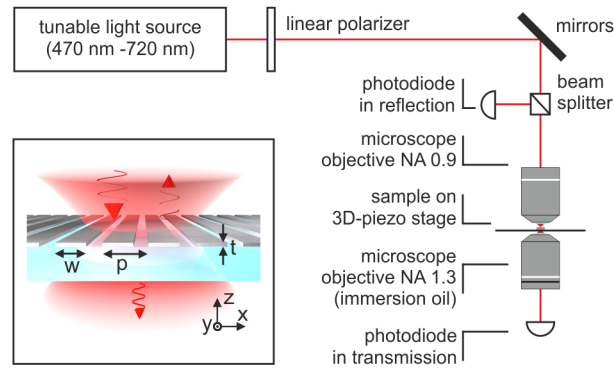 tunable light source
(470 nm -720 nm)
linear polarizer
mirrors
photodiode
in reflection
beam
splitter
microscope
objective NA 0.9
sample on
3D-piezo stage
microscope
objective NA 1.3
(immersion oil)
photodiode
in transmission
t
w
p
z
y
x